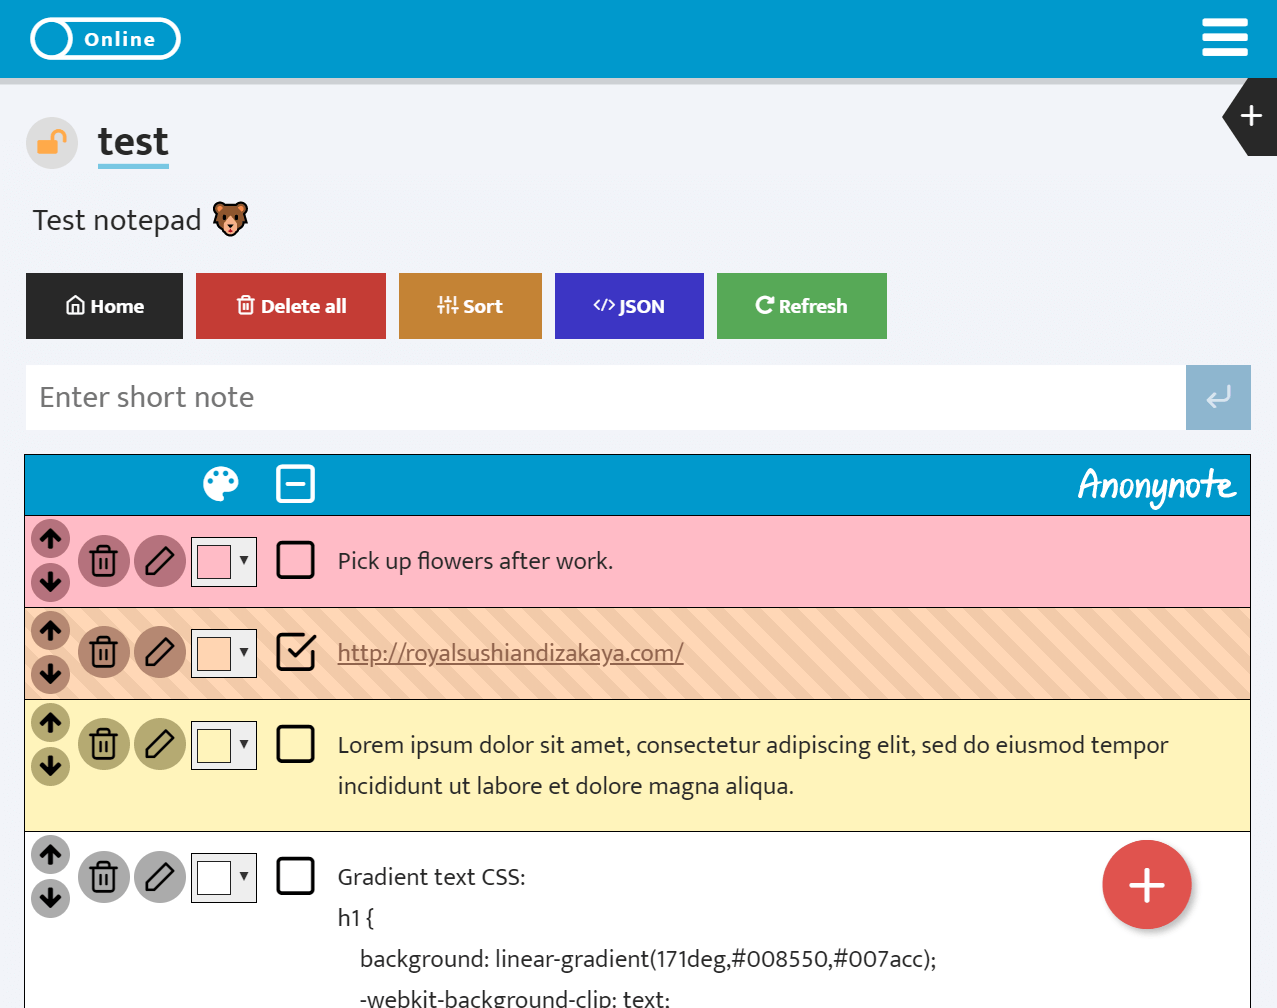 Online
test
Test notepad 🐻
Home Delete all Sort </> JSON Refresh
Enter short note
Anonynote
Pick up flowers after work.
http://royalsushiandizakaya.com/
Lorem ipsum dolor sit amet, consectetur adipiscing elit, sed do eiusmod tempor
incididunt ut labore et dolore magna aliqua.
Gradient text CSS:
h1 {
background: linear-gradient(171deg,#008550,#007acc);
-webkit-background-clip: text;